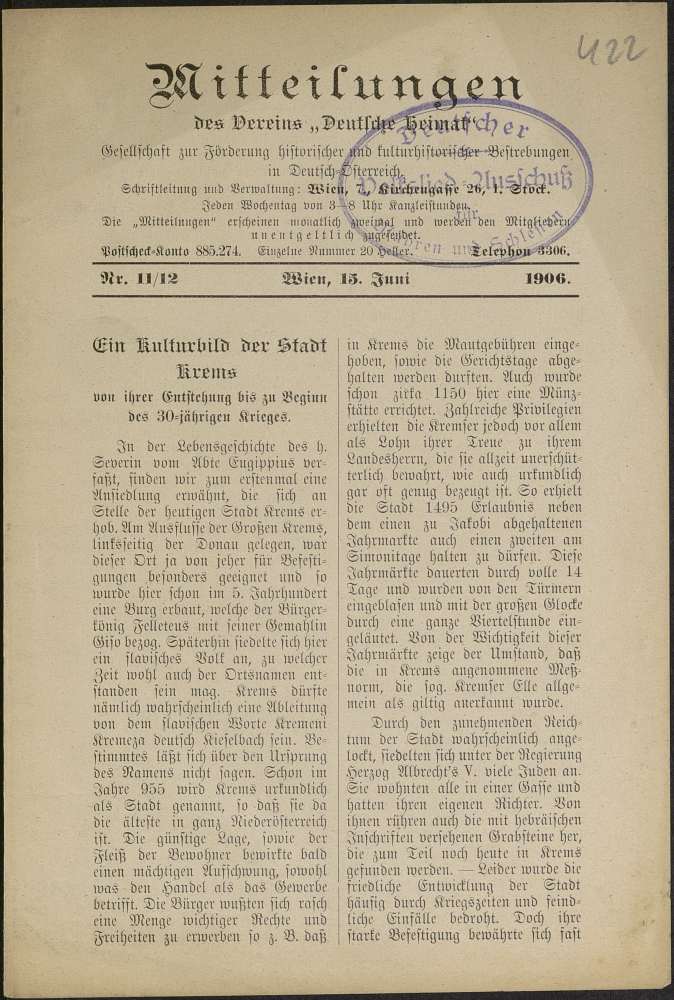 422
Mitteilungen
des Vereins „Deutsche Heimat“
Gesellschaft zur Förderung historischer und kulturhistorischer Bestrebungen
in Deutsch-Österreich.
Schriftleitung und Verwaltung: Wien, 7., Kirchengasse 26, 1. Stock.
Jeden Wochentag von 3–8 Uhr Kanzleistunden.
Die „Mitteilungen“ erscheinen monatlich zweimal und werden den Mitgliedern
unentgeltlich zugesendet.
Postscheck-Konto 885.274. Einzelne Nummer 20 Heller. Telephon 3306.
Deutscher
Volkslied-Ausschuß
für
Mähren und Schlesien
Nr. 11/12 Wien, 15. Juni 1906.
Ein Kulturbild der Stadt
Krems
von ihrer Entstehung bis zu Beginn
des 30-jährigen Krieges.
In der Lebensgeschichte des h.
Severin vom Abte Eugippius ver-
faßt, finden wir zum erstenmal eine
Ansiedlung erwähnt, die sich an
Stelle der heutigen Stadt Krems er-
hob. Am Ausflusse der Großen Krems,
linksseitig der Donau gelegen, war
dieser Ort ja von jeher für Befesti-
gungen besonders geeignet und so
wurde hier schon im 5. Jahrhundert
eine Burg erbaut, welche der Bürger-
könig Felleteus mit seiner Gemahlin
Giso bezog. Späterhin siedelte sich hier
ein slavisches Volk an, zu welcher
Zeit wohl auch der Ortsnamen ent-
standen sein mag. Krems dürfte
nämlich wahrscheinlich eine Ableitung
von dem slavischen Worte Kremeni
Kremeza deutsch Kieselbach sein. Be-
stimmtes läßt sich über den Ursprung
des Namens nicht sagen. Schon im
Jahre 955 wird Krems urkundlich
als Stadt genannt, so daß sie da
die älteste in ganz Niederösterreich
ist. Die günstige Lage, sowie der
Fleiß der Bewohner bewirkte bald
einen mächtigen Aufschwung, sowohl
was den Handel als das Gewerbe
betrifft. Die Bürger wußten sich rasch
eine Menge wichtiger Rechte und
Freiheiten zu erwerben so z. B. daß
in Krems die Mautgebühren einge-
hoben, sowie die Gerichtstage abge-
halten werden durften. Auch wurde
schon zirka 1150 hier eine Münz-
stätte errichtet. Zahlreiche Privilegien
erhielten die Kremser jedoch vor allem
als Lohn ihrer Treue zu ihrem
Landesherrn, die sie allzeit unerschüt-
terlich bewahrt, wie auch urkundlich
gar oft genug bezeugt ist. So erhielt
die Stadt 1495 Erlaubnis neben
dem einen zu Jakobi abgehaltenen
Jahrmarkte auch einen zweiten am
Simonitage halten zu dürfen. Diese
Jahrmärkte dauerten durch volle 14
Tage und wurden von den Türmern
eingeblasen und mit der großen Glocke
durch eine ganze Viertelstunde ein-
geläutet. Von der Wichtigkeit dieser
Jahrmärkte zeige der Umstand, daß
die in Krems angenommene Meß-
norm, die sog. Kremser Elle allge-
mein als giltig anerkannt wurde.
Durch den zunehmenden Reich-
tum der Stadt wahrscheinlich ange-
lockt, siedelten sich unter der Regierung
Herzog Albrecht's V. viele Juden an.
Sie wohnten alle in einer Gasse und
hatten ihren eigenen Richter. Von
ihnen rühren auch die mit hebräischen
Inschriften versehenen Grabsteine her,
die zum Teil noch heute in Krems
gefunden werden. — Leider wurde die
friedliche Entwicklung der Stadt
häufig durch Kriegszeiten und feind-
liche Einfälle bedroht. Doch ihre
starke Befestigung bewährte sich fast